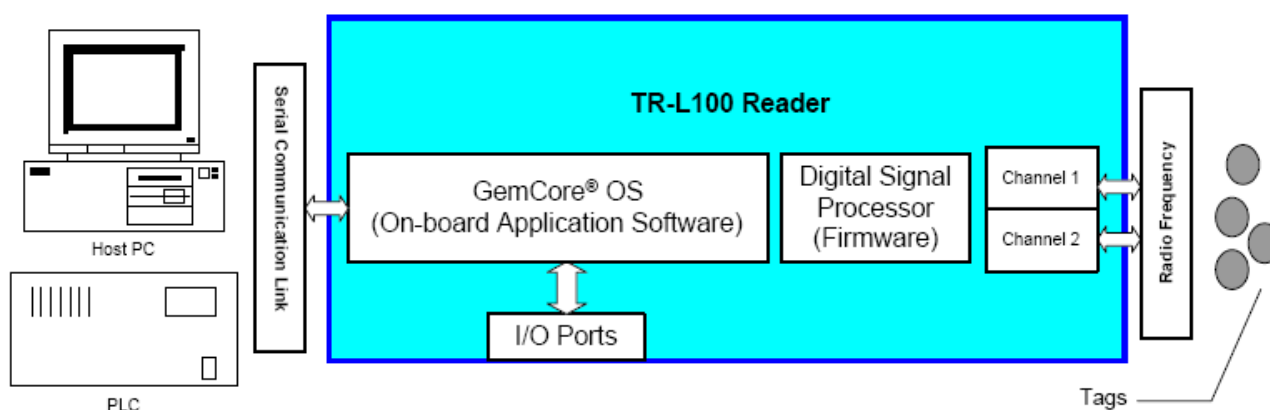 Host PC
PLC
Serial Communication Link
TR-L100 Reader
GemCore® OS
(On-board Application Software)
I/O Ports
Digital Signal
Processor
(Firmware)
Channel 1
Channel 2
Radio Frequency
Tags